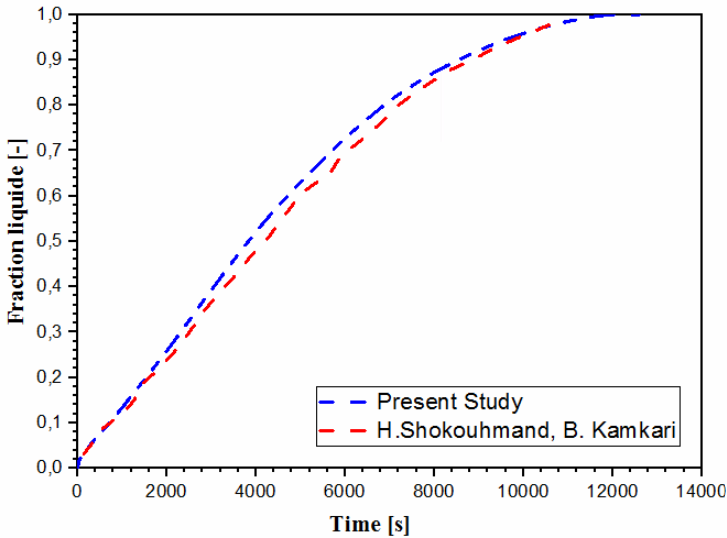 1,0
0,9
0,8
0,7
0,6
0,5
0,4
0,3
0,2
0,1
0,0
Fraction liquide [-]
Present Study
H.Shokouhmand, B. Kamkari
0 2000 4000 6000 8000 10000 12000 14000
Time [s]